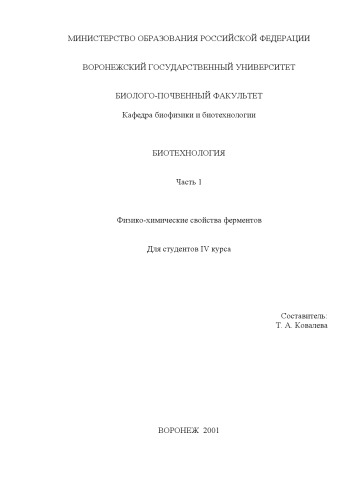 МИНИСТЕРСТВО ОБРАЗОВАНИЯ РОССИЙСКОЙ ФЕДЕРАЦИИ
ВОРОНЕЖСКИЙ ГОСУДАРСТВЕННЫЙ УНИВЕРСИТЕТ
БИОЛОГО-ПОЧВЕННЫЙ ФАКУЛЬТЕТ
Кафедра биофизики и биотехнологии
БИОТЕХНОЛОГИЯ
Часть 1
Физико-химические свойства ферментов
Для студентов IV курса
Составитель:
Т. А. Ковалева
ВОРОНЕЖ 2001